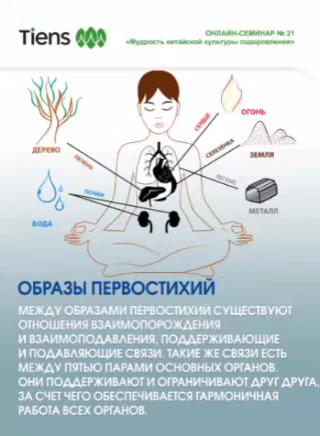 Tiens
ОНЛАЙН-СЕМИНАР № 21
«Мудрость китайской культуры оздоровления»
ОГОНЬ
СЕРДЦЕ
ДЕРЕВО
ПЕЧЕНЬ
СЕЛЕЗЕНКА
ЗЕМЛЯ
ЛЕГКИЕ
МЕТАЛЛ
ПОЧКИ
ВОДА
ОБРАЗЫ ПЕРВОСТИХИЙ
МЕЖДУ ОБРАЗАМИ ПЕРВОСТИХИЙ СУЩЕСТВУЮТ
ОТНОШЕНИЯ ВЗАИМОПОРОЖДЕНИЯ
И ВЗАИМОПОДАВЛЕНИЯ, ПОДДЕРЖИВАЮЩИЕ
И ПОДАВЛЯЮЩИЕ СВЯЗИ. ТАКИЕ ЖЕ СВЯЗИ ЕСТЬ
МЕЖДУ ПЯТЬЮ ПАРАМИ ОСНОВНЫХ ОРГАНОВ.
ОНИ ПОДДЕРЖИВАЮТ И ОГРАНИЧИВАЮТ ДРУГ ДРУГА,
ЗА СЧЕТ ЧЕГО ОБЕСПЕЧИВАЕТСЯ ГАРМОНИЧНАЯ
РАБОТА ВСЕХ ОРГАНОВ.